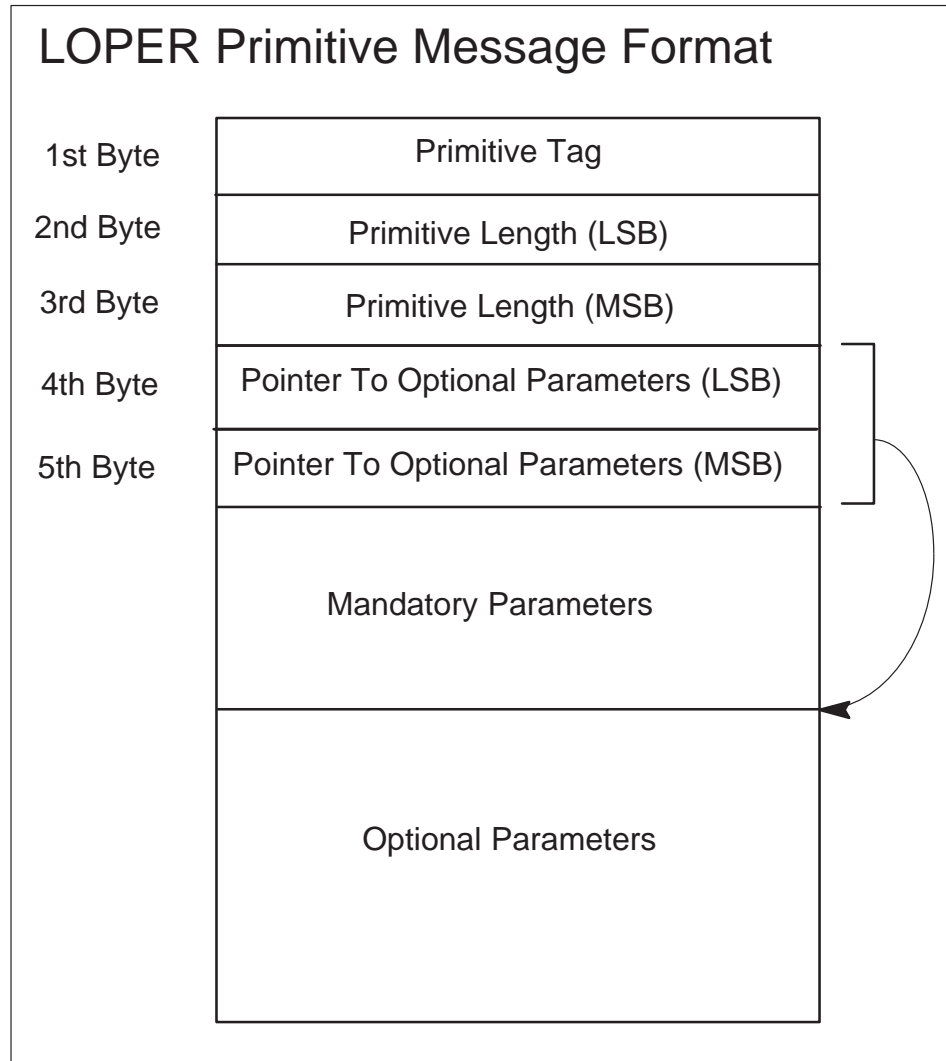 LOPER Primitive Message Format
1st Byte
Primitive Tag
2nd Byte
Primitive Length (LSB)
3rd Byte
Primitive Length (MSB)
4th Byte
Pointer To Optional Parameters (LSB)
5th Byte
Pointer To Optional Parameters (MSB)
Mandatory Parameters
Optional Parameters